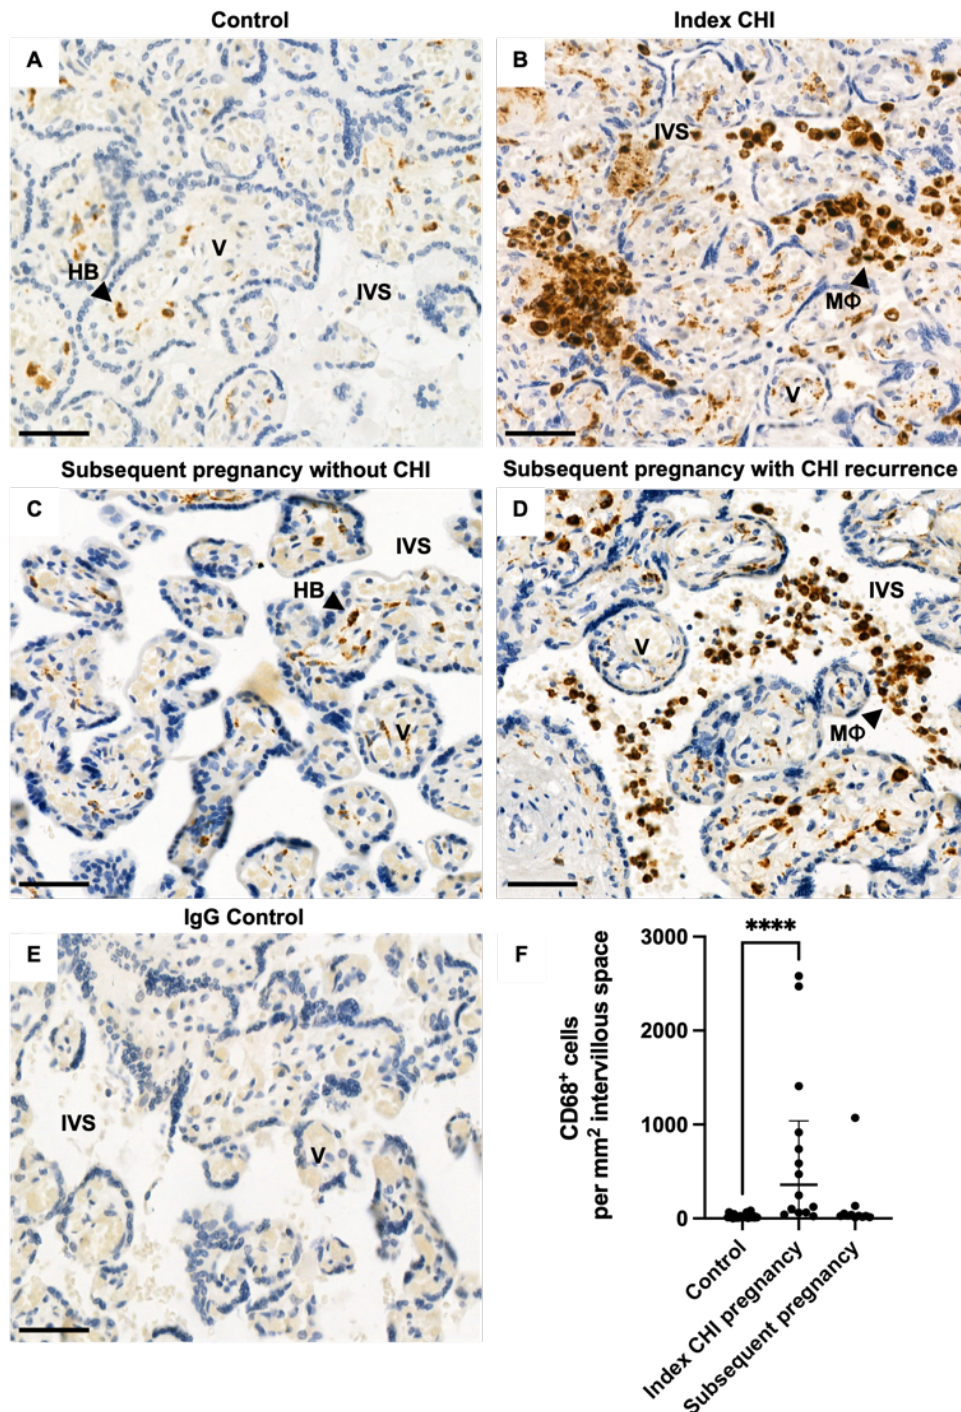 Control
Index CHI
A
HB
V
IVS
B
IVS
MΦ
V
Subsequent pregnancy without CHI
Subsequent pregnancy with CHI recurrence
C
IVS
HB
V
D
IVS
V
MΦ
IgG Control
E
IVS
V
F
****
CD68⁺ cells
per mm² intervillous space
3000
2000
1000
0
Control
Index CHI pregnancy
Subsequent pregnancy